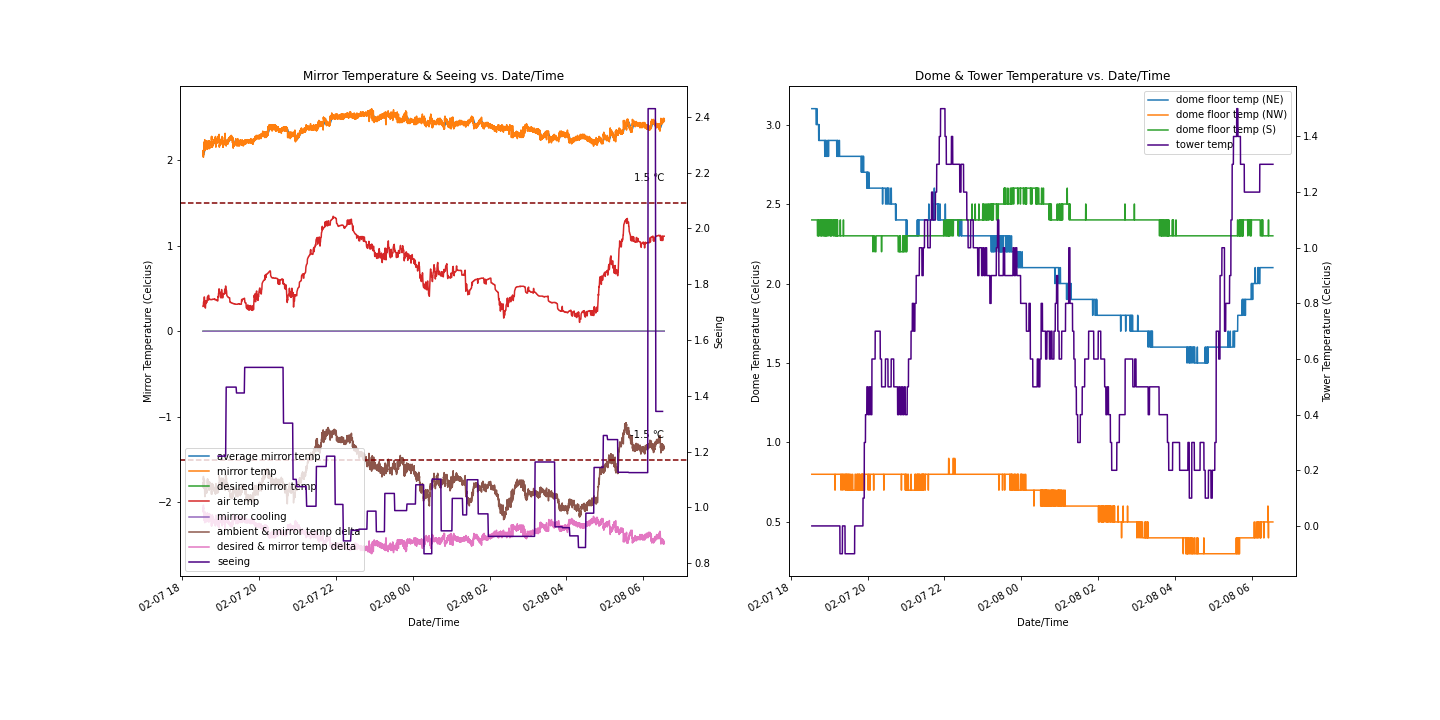 Mirror Temperature & Seeing vs. Date/Time
Mirror Temperature (Celcius)
2
1
0
−1
−2
2.4
2.2
2.0
1.8
1.6
1.4
1.2
1.0
0.8
Seeing
1.5 °C
-1.5 °C
average mirror temp
mirror temp
desired mirror temp
air temp
mirror cooling
ambient & mirror temp delta
desired & mirror temp delta
seeing
02-07 18
02-07 20
02-07 22
02-08 00
02-08 02
02-08 04
02-08 06
Date/Time
Dome & Tower Temperature vs. Date/Time
Dome Temperature (Celcius)
3.0
2.5
2.0
1.5
1.0
0.5
dome floor temp (NE)
dome floor temp (NW)
dome floor temp (S)
tower temp
1.4
1.2
1.0
0.8
0.6
0.4
0.2
0.0
Tower Temperature (Celcius)
02-07 18
02-07 20
02-07 22
02-08 00
02-08 02
02-08 04
02-08 06
Date/Time